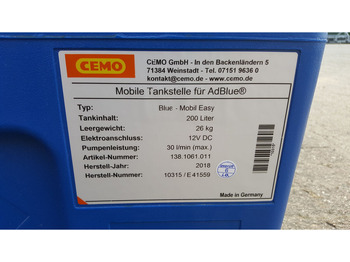 CEMO
CEMO GmbH - In den Backenländern 5
71384 Weinstadt - Tel. 07151 9636 0
kontakt@cemo.de - www.cemo.de
Mobile Tankstelle für AdBlue®
Typ: Blue - Mobil Easy
Tankinhalt: 200 Liter
Leergewicht: 26 kg
Elektroanschluss: 12V DC
Pumpenleistung: 30 l/min (max.)
Artikel-Nummer: 138.1061.011
Herstell-Jahr: 2018
Herstell-Nummer: 10315 / E41559
Made in Germany